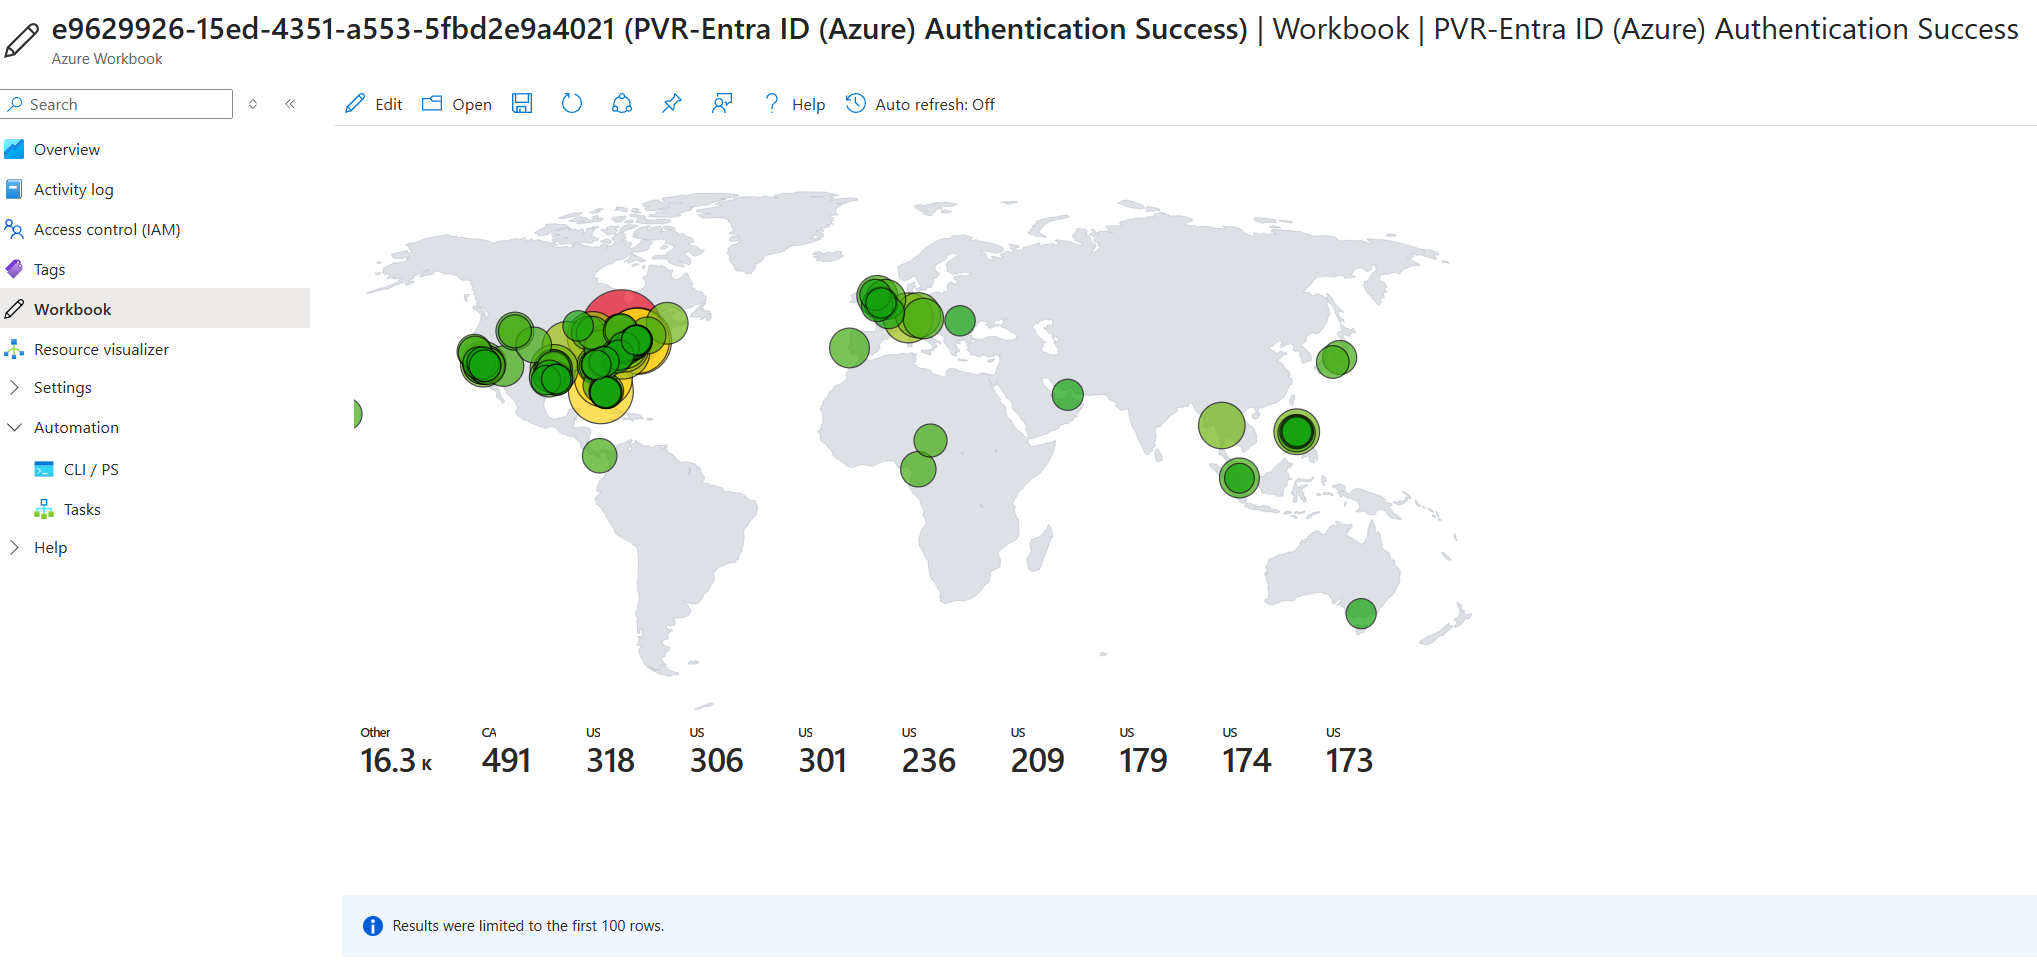 e9629926-15ed-4351-a553-5fbd2e9a4021 (PVR-Entra ID (Azure) Authentication Success) | Workbook | PVR-Entra ID (Azure) Authentication Success
Azure Workbook
Search
Edit
Open
Help
Auto refresh: Off
Overview
Activity log
Access control (IAM)
Tags
Workbook
Resource visualizer
Settings
Automation
CLI / PS
Tasks
Help
Other CA US US US US US US US US
16.3 K 491 318 306 301 236 209 179 174 173
Results were limited to the first 100 rows.